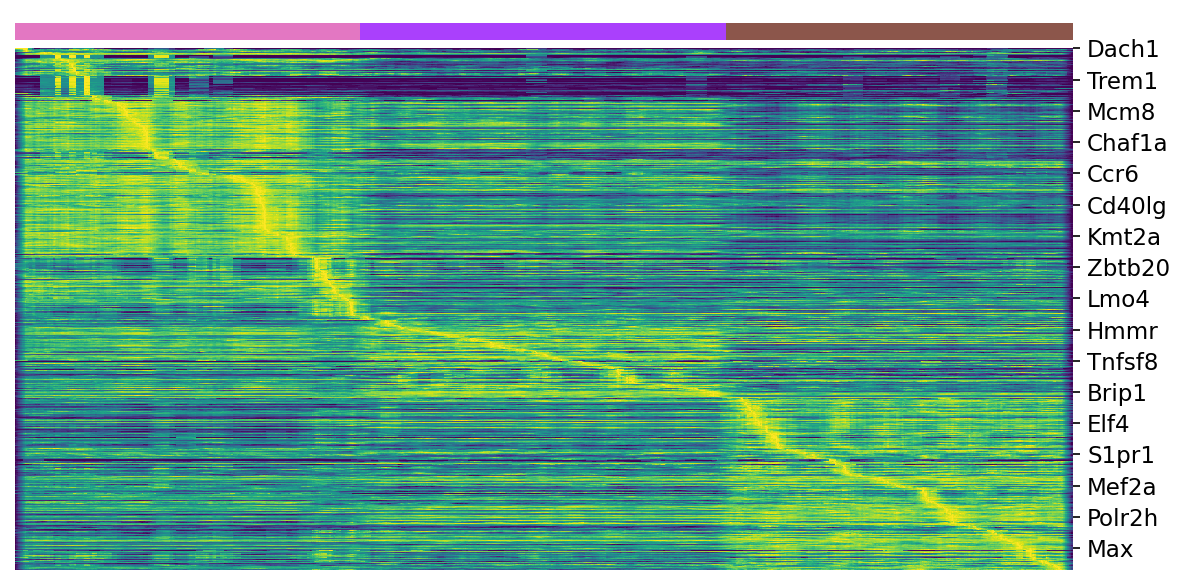 Dach1
Trem1
Mcm8
Chaf1a
Ccr6
Cd40lg
Kmt2a
Zbtb20
Lmo4
Hmmr
Tnfsf8
Brip1
Elf4
S1pr1
Mef2a
Polr2h
Max